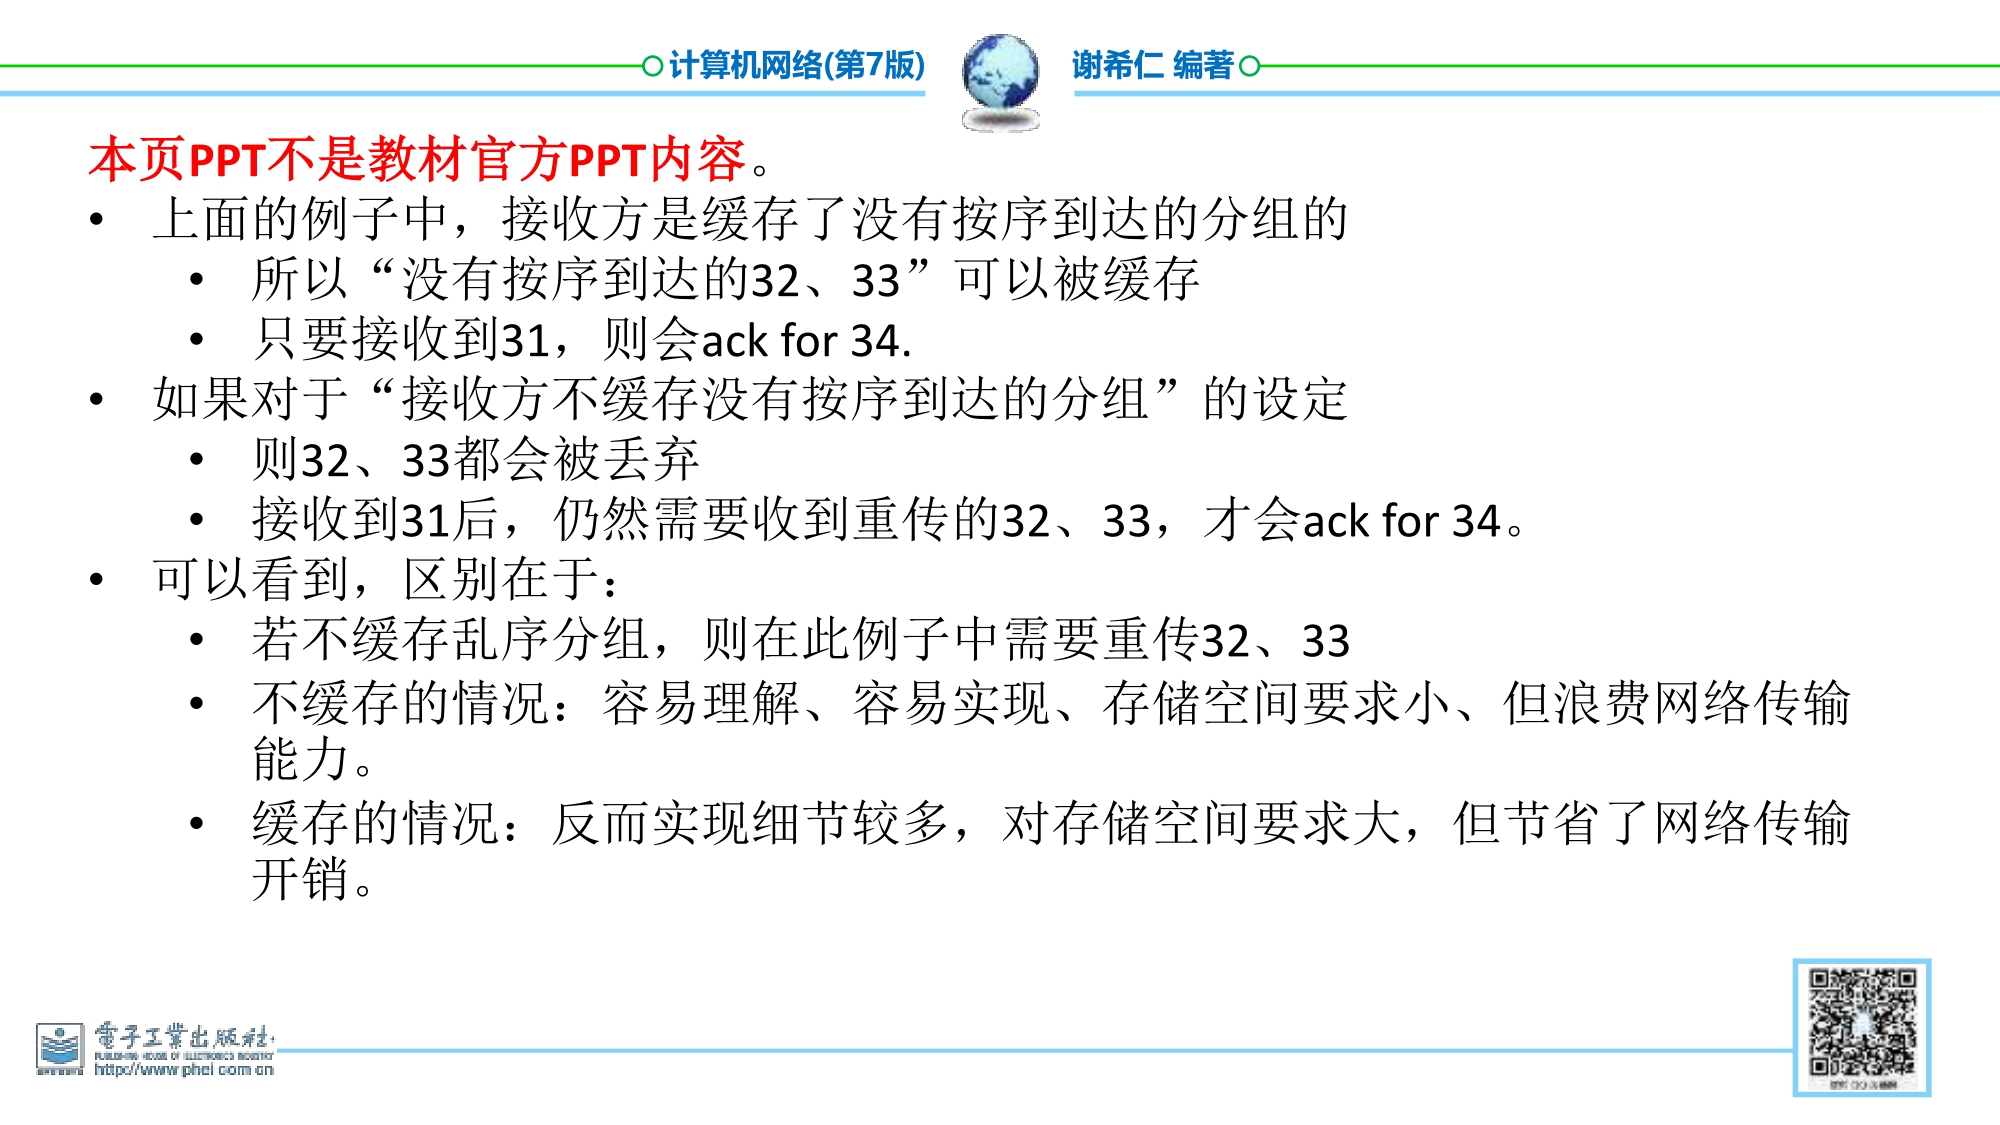 计算机网络(第7版) 谢希仁 编著
本页PPT不是教材官方PPT内容。
• 上面的例子中，接收方是缓存了没有按序到达的分组的
• 所以“没有按序到达的32、33”可以被缓存
• 只要接收到31，则会ack for 34.
• 如果对于“接收方不缓存没有按序到达的分组”的设定
• 则32、33都会被丢弃
• 接收到31后，仍然需要收到重传的32、33，才会ack for 34。
• 可以看到，区别在于：
• 若不缓存乱序分组，则在此例子中需要重传32、33
• 不缓存的情况：容易理解、容易实现、存储空间要求小、但浪费网络传输
能力。
• 缓存的情况：反而实现细节较多，对存储空间要求大，但节省了网络传输
开销。
電子工業出版社
PUBLISHING HOUSE OF ELECTRONICS INDUSTRY
http://www.phei.com.cn